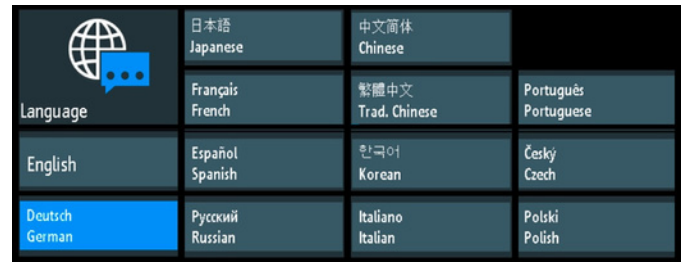 Language
English
Deutsch
German
日本語
Japanese
Français
French
Español
Spanish
Русский
Russian
中文简体
Chinese
繁體中文
Trad. Chinese
한국어
Korean
Italiano
Italian
Português
Portuguese
Český
Czech
Polski
Polish